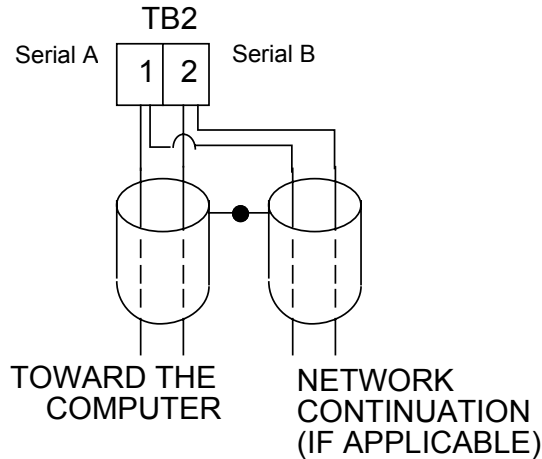 TB2
Serial A
Serial B
1 2
TOWARD THE
COMPUTER
NETWORK
CONTINUATION
(IF APPLICABLE)